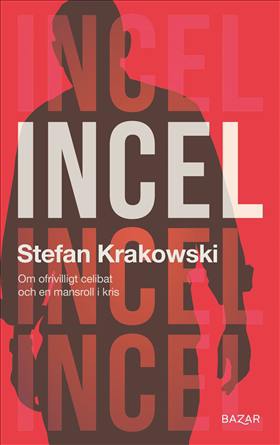 INCEL
INCEL
Stefan Krakowski
Om ofrivilligt celibat
och en mansroll i kris
INCEL
INCEL
INCEL
BAZAR